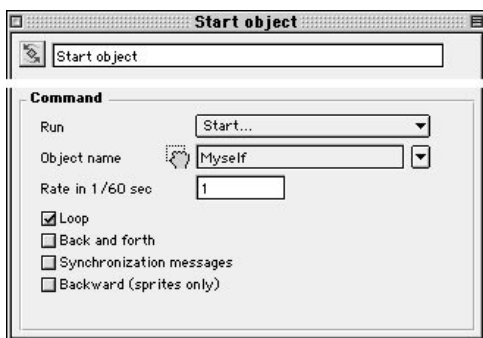 Start object
Start object
Command
Run Start...
Object name Myself
Rate in 1/60 sec 1
Loop
Back and forth
Synchronization messages
Backward (sprites only)